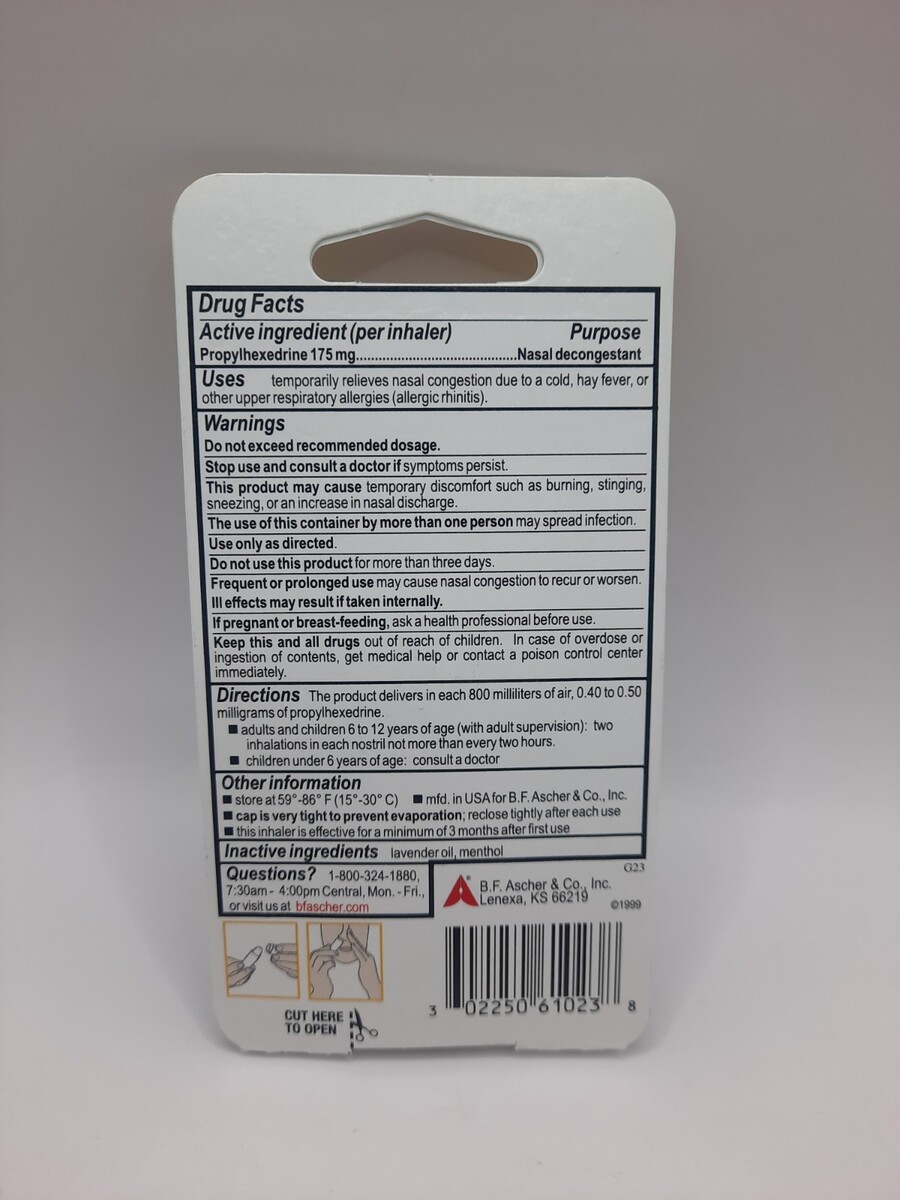 Drug Facts
Active ingredient (per inhaler) Purpose
Propylhexedrine 175 mg..........................................Nasal decongestant
Uses temporarily relieves nasal congestion due to a cold, hay fever, or
other upper respiratory allergies (allergic rhinitis).
Warnings
Do not exceed recommended dosage.
Stop use and consult a doctor if symptoms persist.
This product may cause temporary discomfort such as burning, stinging,
sneezing, or an increase in nasal discharge.
The use of this container by more than one person may spread infection.
Use only as directed.
Do not use this product for more than three days.
Frequent or prolonged use may cause nasal congestion to recur or worsen.
Ill effects may result if taken internally.
If pregnant or breast-feeding, ask a health professional before use.
Keep this and all drugs out of reach of children. In case of overdose or
ingestion of contents, get medical help or contact a poison control center
immediately.
Directions The product delivers in each 800 milliliters of air, 0.40 to 0.50
milligrams of propylhexedrine.
■ adults and children 6 to 12 years of age (with adult supervision): two
inhalations in each nostril not more than every two hours.
■ children under 6 years of age: consult a doctor
Other information
■ store at 59°-86° F (15°-30° C) ■ mfd. in USA for B.F. Ascher & Co., Inc.
■ cap is very tight to prevent evaporation; reclose tightly after each use
■ this inhaler is effective for a minimum of 3 months after first use
Inactive ingredients lavender oil, menthol
Questions? 1-800-324-1880,
7:30am - 4:00pm Central, Mon. - Fri.,
or visit us at bfascher.com
G23
® B.F. Ascher & Co., Inc.
Lenexa, KS 66219 ©1999
CUT HERE
TO OPEN
3 02250 61023 8